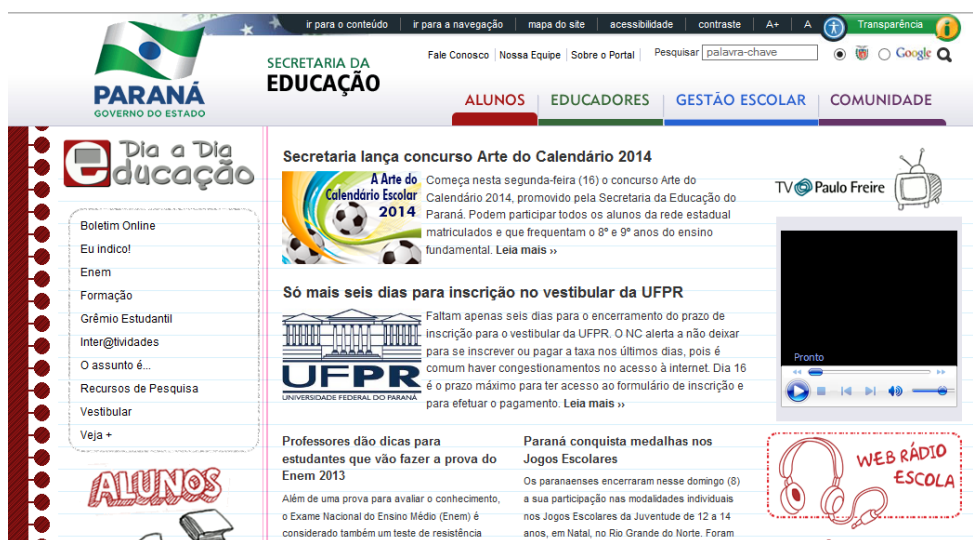 ir para o conteúdo ir para a navegação mapa do site acessibilidade contraste A+ A Transparência i
Fale Conosco Nossa Equipe Sobre o Portal Pesquisar palavra-chave Google
PARANÁ
GOVERNO DO ESTADO
SECRETARIA DA
EDUCAÇÃO
ALUNOS EDUCADORES GESTÃO ESCOLAR COMUNIDADE
Dia a Dia
educação
Boletim Online
Eu indico!
Enem
Formação
Grêmio Estudantil
Inter@tividades
O assunto é...
Recursos de Pesquisa
Vestibular
Veja +
ALUNOS
Secretaria lança concurso Arte do Calendário 2014
A Arte do
Calendário Escolar
2014
Começa nesta segunda-feira (16) o concurso Arte do
Calendário 2014, promovido pela Secretaria da Educação do
Paraná. Podem participar todos os alunos da rede estadual
matriculados e que frequentam o 8º e 9º anos do ensino
fundamental. Leia mais ››
Só mais seis dias para inscrição no vestibular da UFPR
UFPR
UNIVERSIDADE FEDERAL DO PARANÁ
Faltam apenas seis dias para o encerramento do prazo de
inscrição para o vestibular da UFPR. O NC alerta a não deixar
para se inscrever ou pagar a taxa nos últimos dias, pois é
comum haver congestionamentos no acesso à internet. Dia 16
é o prazo máximo para ter acesso ao formulário de inscrição e
para efetuar o pagamento. Leia mais ››
Professores dão dicas para
estudantes que vão fazer a prova do
Enem 2013
Além de uma prova para avaliar o conhecimento,
o Exame Nacional do Ensino Médio (Enem) é
considerado também um teste de resistência
Paraná conquista medalhas nos
Jogos Escolares
Os paranaenses encerraram nesse domingo (8)
a sua participação nas modalidades individuais
nos Jogos Escolares da Juventude de 12 a 14
anos, em Natal, no Rio Grande do Norte. Foram
TV Paulo Freire
Pronto
WEB RÁDIO
ESCOLA